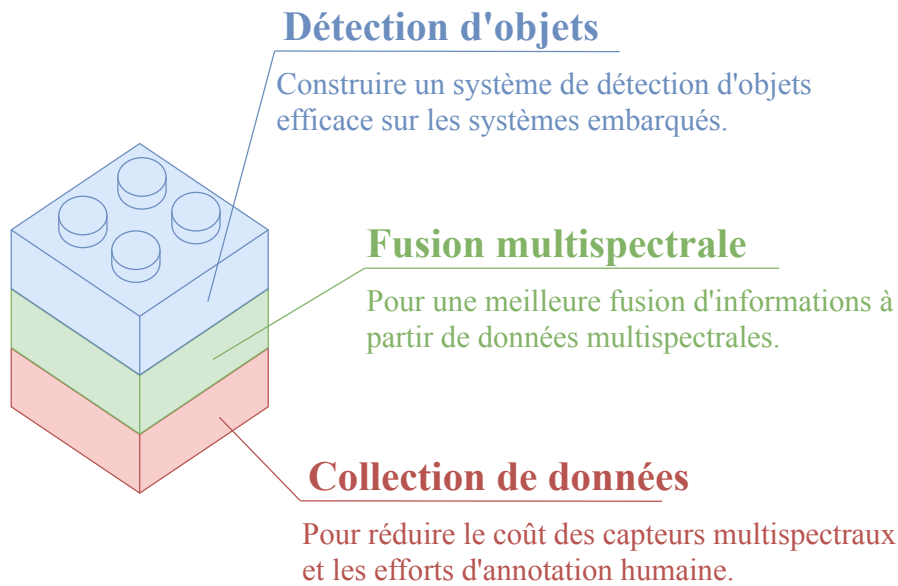 Détection d'objets
Construire un système de détection d'objets
efficace sur les systèmes embarqués.
Fusion multispectrale
Pour une meilleure fusion d'informations à
partir de données multispectrales.
Collection de données
Pour réduire le coût des capteurs multispectraux
et les efforts d'annotation humaine.